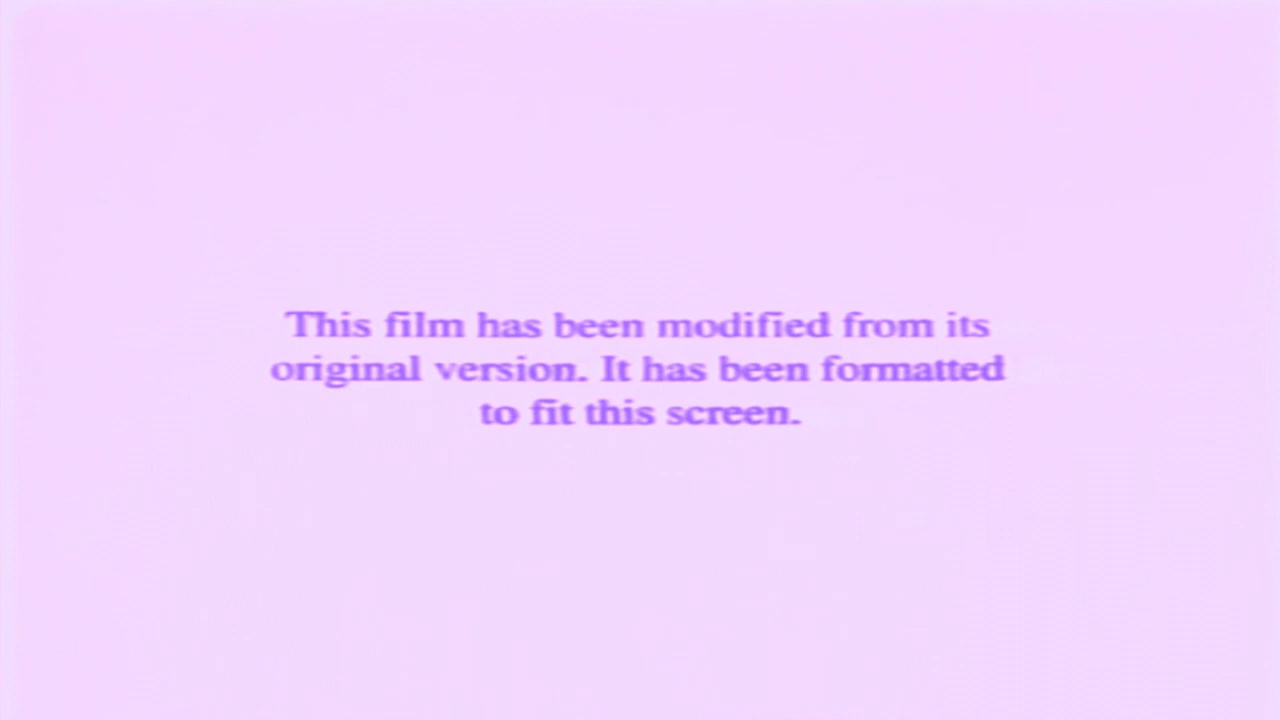 This film has been modified from its
original version. It has been formatted
to fit this screen.